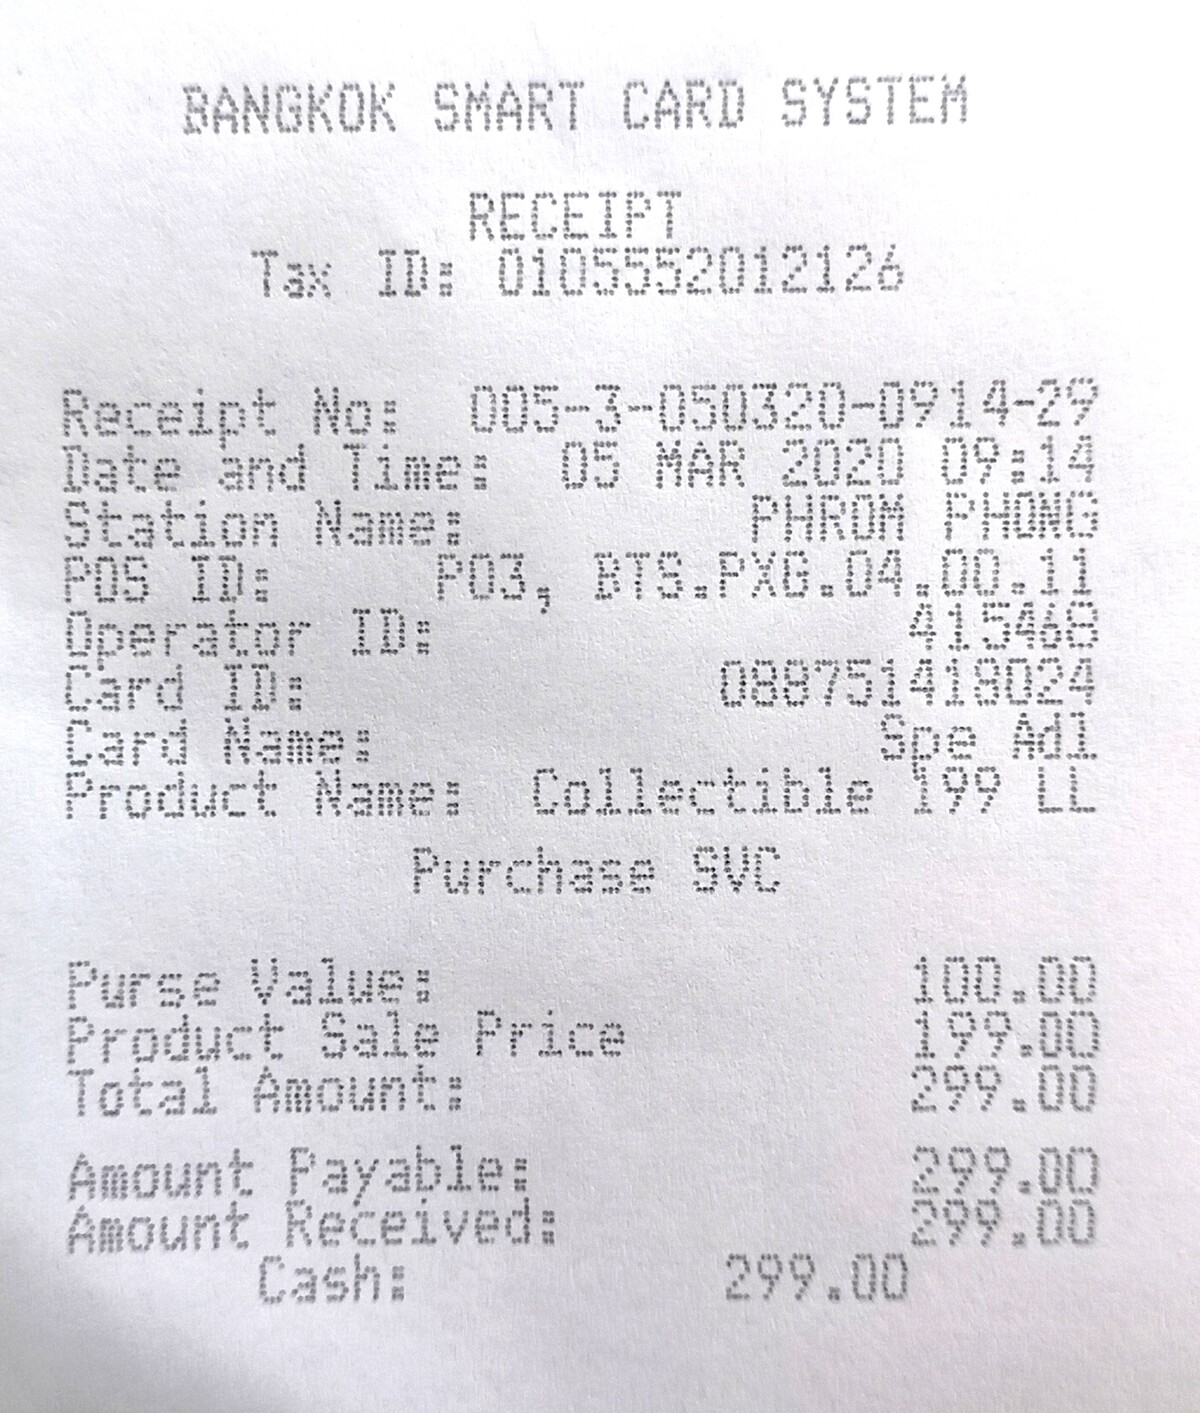 BANGKOK SMART CARD SYSTEM
RECEIPT
Tax ID: 0105552012126
Receipt No: 005-3-050320-0914-29
Date and Time: 05 MAR 2020 09:14
Station Name: PHROM PHONG
POS ID: P03, BTS.PXG.04.00.11
Operator ID: 415468
Card ID: 088751418024
Card Name: Spe Adl
Product Name: Collectible 199 LL
Purchase SVC
Purse Value: 100.00
Product Sale Price 199.00
Total Amount: 299.00
Amount Payable: 299.00
Amount Received: 299.00
Cash: 299.00